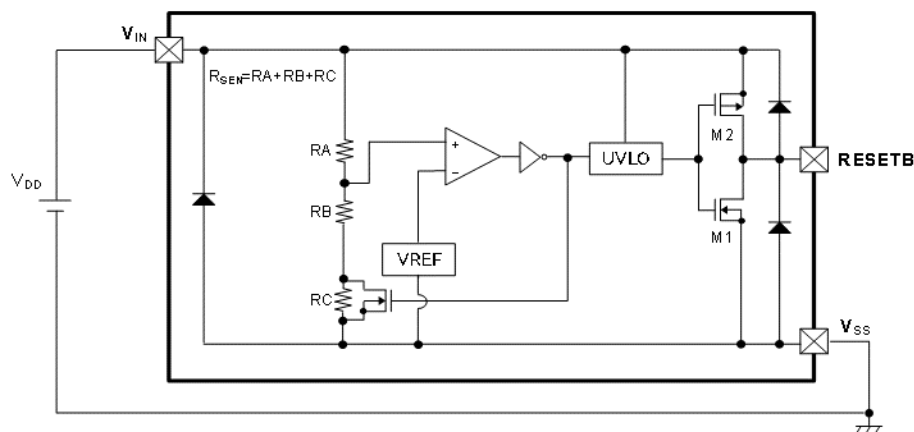 VIN
RSEN=RA+RB+RC
M2
RA
+
−
UVLO
RESETB
VDD
RB
M1
VREF
RC
VSS